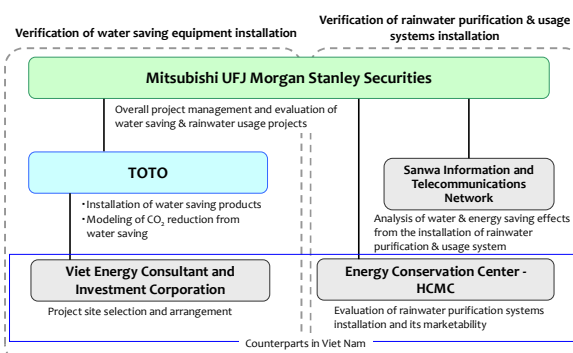 Verification of water saving equipment installation
Verification of rainwater purification & usage
systems installation
Mitsubishi UFJ Morgan Stanley Securities
Overall project management and evaluation of
water saving & rainwater usage projects
TOTO
・Installation of water saving products
・Modeling of CO₂ reduction from
water saving
Sanwa Information and
Telecommunications
Network
Analysis of water & energy saving effects
from the installation of rainwater
purification & usage system
Viet Energy Consultant and
Investment Corporation
Project site selection and arrangement
Energy Conservation Center -
HCMC
Evaluation of rainwater purification systems
installation and its marketability
Counterparts in Viet Nam